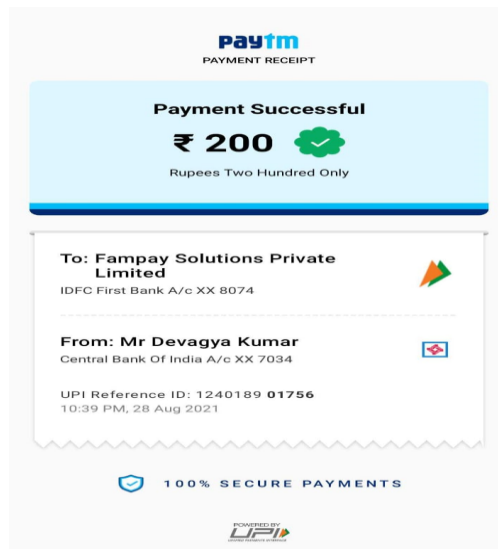 paytm
PAYMENT RECEIPT
Payment Successful
₹ 200
Rupees Two Hundred Only
To: Fampay Solutions Private
Limited
IDFC First Bank A/c XX 8074
From: Mr Devagya Kumar
Central Bank Of India A/c XX 7034
UPI Reference ID: 1240189 01756
10:39 PM, 28 Aug 2021
100% SECURE PAYMENTS
POWERED BY
UPI